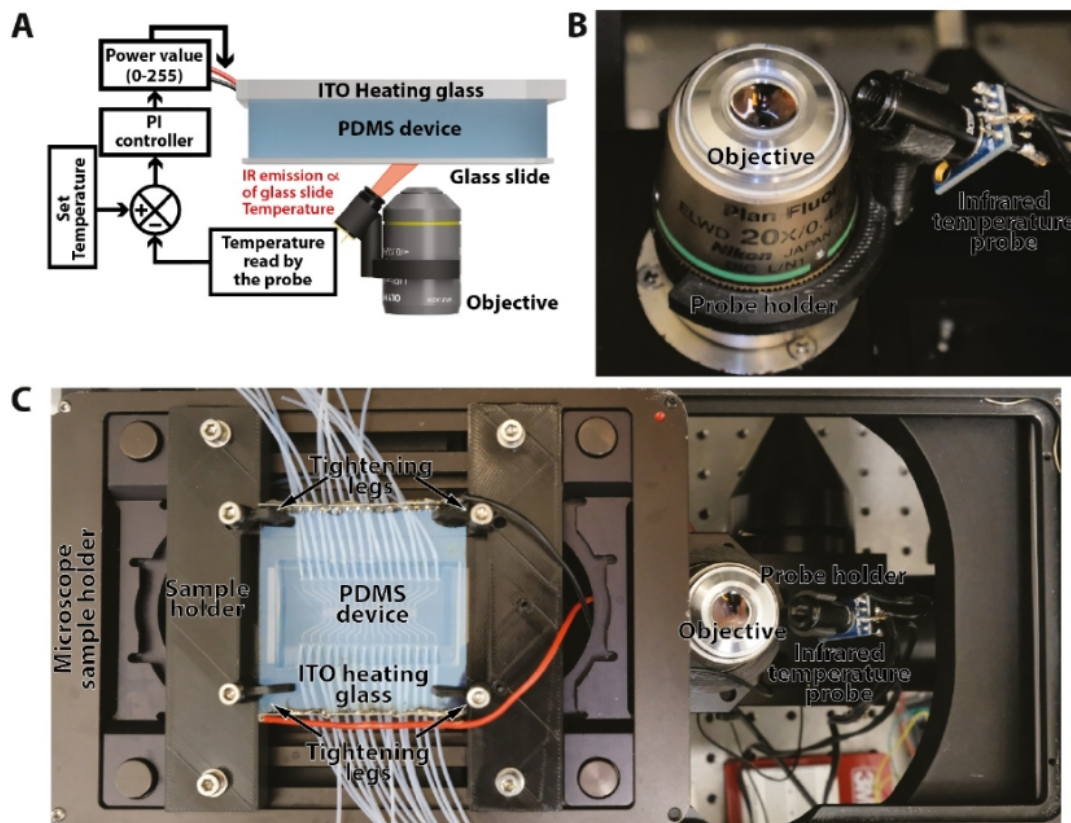 A
Power value
(0-255)
PI
controller
Set
Temperature
+
−
Temperature
read by
the probe
ITO Heating glass
PDMS device
IR emission α
of glass slide
Temperature
Glass slide
Objective
B
Objective
Plan Fluor
ELWD 20X/0.4
Nikon JAPAN
DIC L/N1
Probe holder
Infrared
temperature
probe
C
Microscope
sample holder
Sample
holder
Tightening
legs
PDMS
device
ITO heating
glass
Tightening
legs
Probe holder
Objective
Infrared
temperature
probe